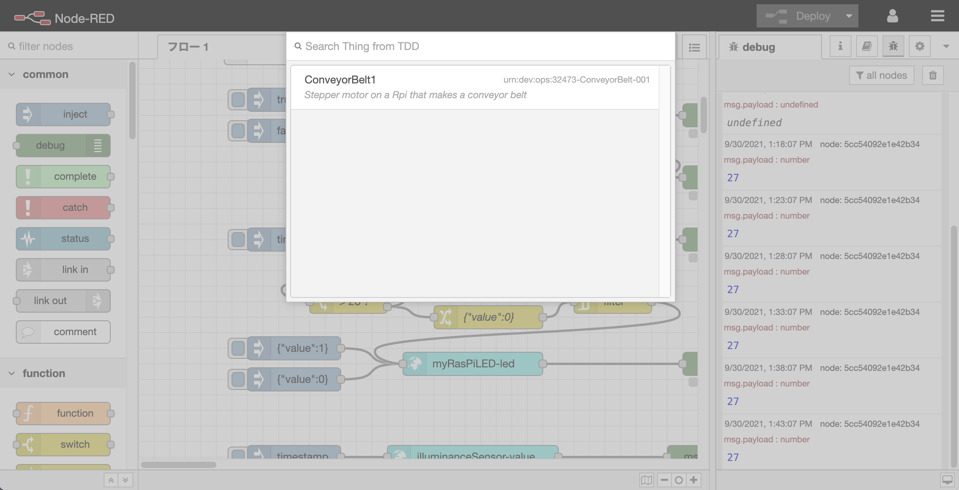 Node-RED
Deploy
filter nodes
フロー 1
Search Thing from TDD
debug
all nodes
common
inject
debug
complete
catch
status
link in
link out
comment
function
function
switch
ConveyorBelt1
urn:dev:ops:32473-ConveyorBelt-001
Stepper motor on a Rpi that makes a conveyor belt
{"value":0}
filter
{"value":1}
{"value":0}
myRasPiLED-led
timestamp
illuminanceSensor-value
msg.payload : undefined
undefined
9/30/2021, 1:18:07 PM node: 5cc54092e1e42b34
msg.payload : number
27
9/30/2021, 1:23:07 PM node: 5cc54092e1e42b34
msg.payload : number
27
9/30/2021, 1:28:07 PM node: 5cc54092e1e42b34
msg.payload : number
27
9/30/2021, 1:33:07 PM node: 5cc54092e1e42b34
msg.payload : number
27
9/30/2021, 1:38:07 PM node: 5cc54092e1e42b34
msg.payload : number
27
9/30/2021, 1:43:07 PM node: 5cc54092e1e42b34
msg.payload : number
27